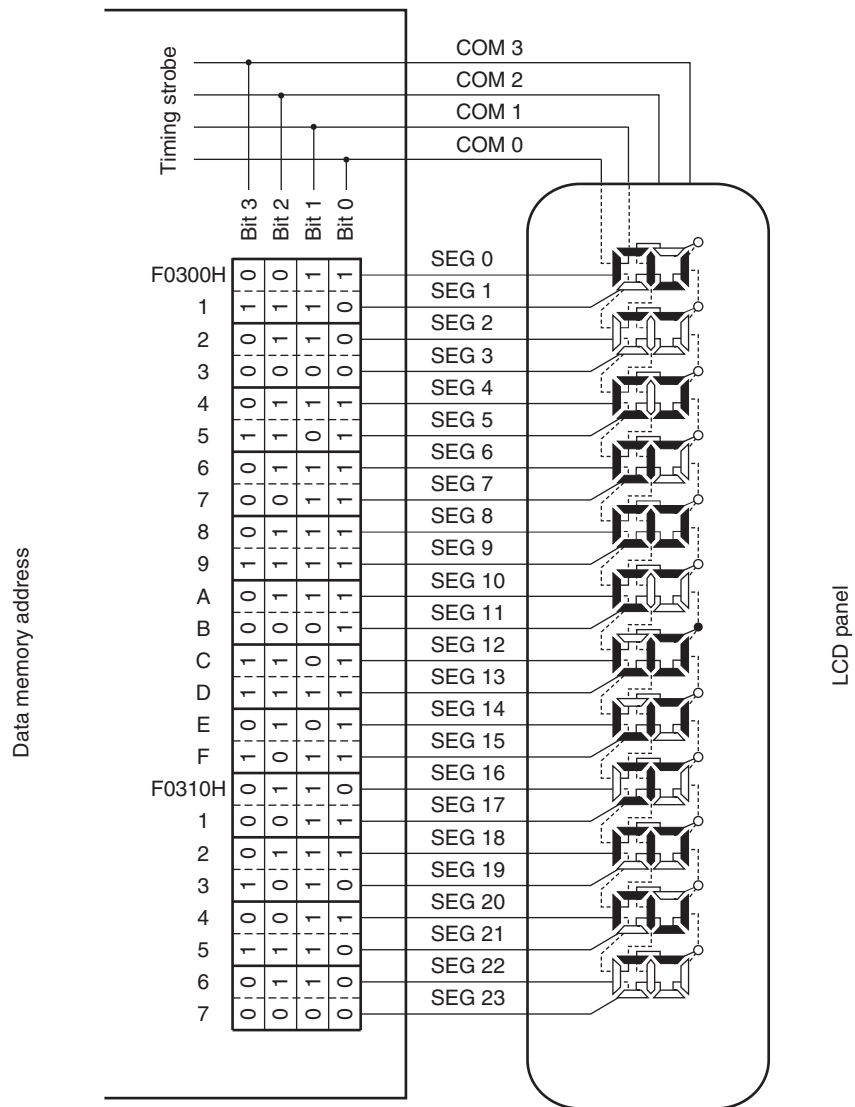 Timing strobe
COM 3
COM 2
COM 1
COM 0
Bit 3 Bit 2 Bit 1 Bit 0
F0300H 0 0 1 1 SEG 0
1 1 1 1 0 SEG 1
2 0 1 1 0 SEG 2
3 0 0 0 0 SEG 3
4 0 1 1 1 SEG 4
5 1 1 0 1 SEG 5
6 0 1 1 1 SEG 6
7 0 0 1 1 SEG 7
8 0 1 1 1 SEG 8
9 1 1 1 1 SEG 9
A 0 1 1 1 SEG 10
B 0 0 0 1 SEG 11
C 1 1 0 1 SEG 12
D 1 1 1 1 SEG 13
E 0 1 0 1 SEG 14
F 1 0 1 1 SEG 15
F0310H 0 1 1 0 SEG 16
1 0 0 1 1 SEG 17
2 0 1 1 1 SEG 18
3 1 0 1 0 SEG 19
4 0 0 1 1 SEG 20
5 1 1 1 0 SEG 21
6 0 1 1 0 SEG 22
7 0 0 0 0 SEG 23
Data memory address
LCD panel